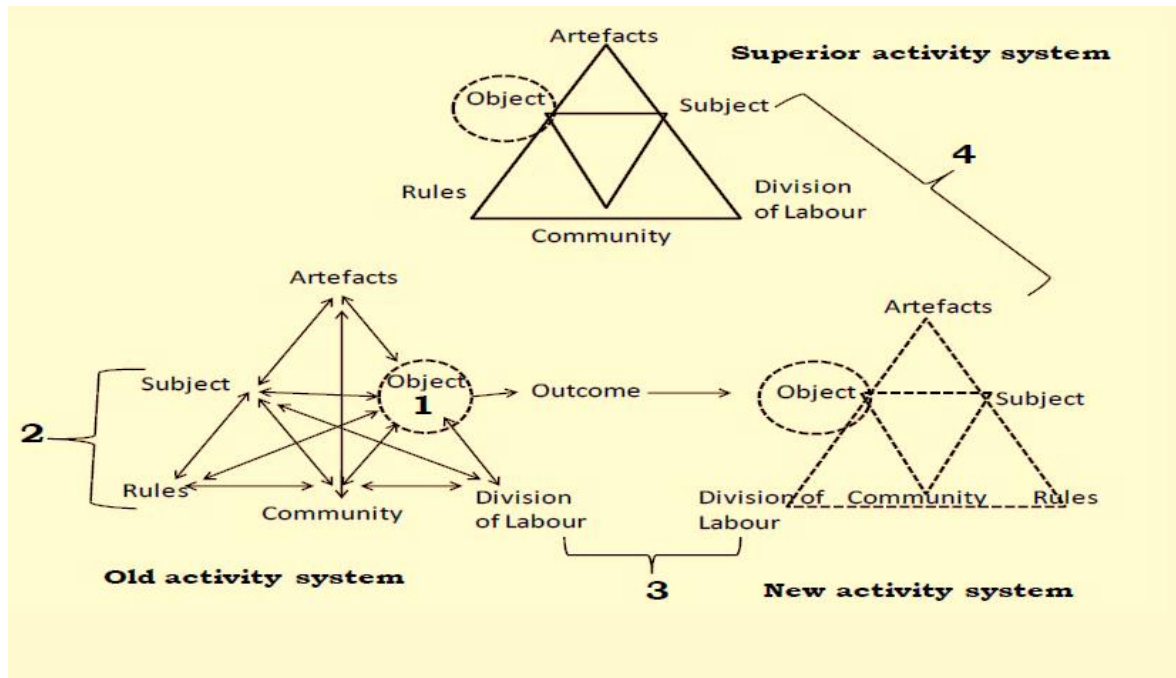 Artefacts
Superior activity system
Object
Subject
4
Rules
Division
of Labour
Community
Artefacts
Artefacts
Subject
Object
1
Outcome
Object
Subject
2
Rules
Community
Division
of Labour
Division of
Labour
Community
Rules
Old activity system
3
New activity system